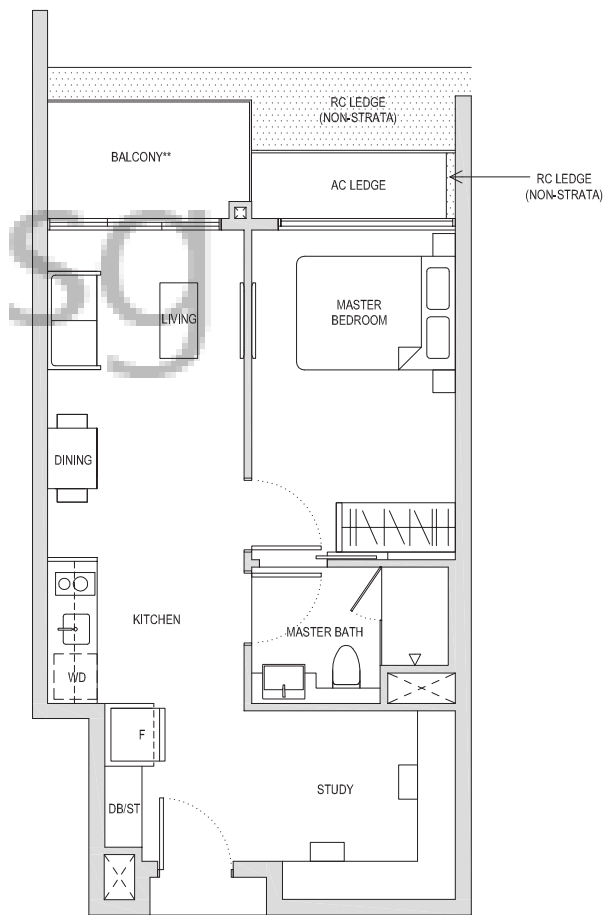 RC LEDGE
(NON-STRATA)
BALCONY**
AC LEDGE
RC LEDGE
(NON-STRATA)
sg
LIVING
MASTER
BEDROOM
DINING
KITCHEN
MASTER BATH
WD
F
STUDY
DB/ST